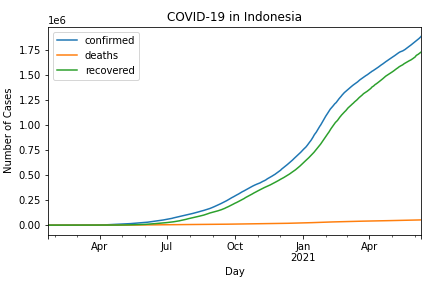 COVID-19 in Indonesia
1e6
confirmed
deaths
recovered
Number of Cases
1.75
1.50
1.25
1.00
0.75
0.50
0.25
0.00
Apr Jul Oct Jan Apr
2021
Day